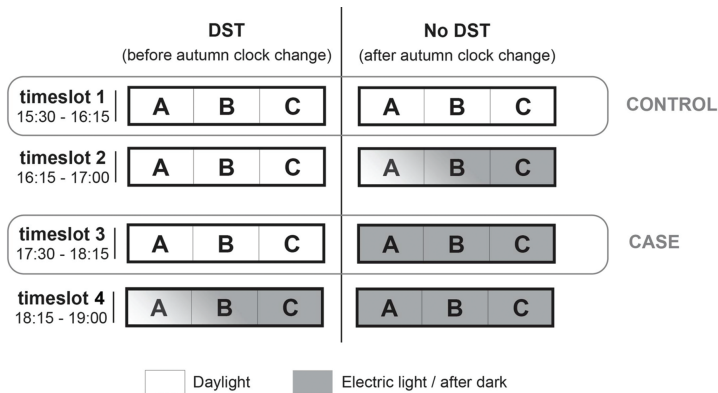 DST
(before autumn clock change)
No DST
(after autumn clock change)
timeslot 1
15:30 - 16:15
A B C
A B C
CONTROL
timeslot 2
16:15 - 17:00
A B C
A B C
timeslot 3
17:30 - 18:15
A B C
A B C
CASE
timeslot 4
18:15 - 19:00
A B C
A B C
Daylight
Electric light / after dark